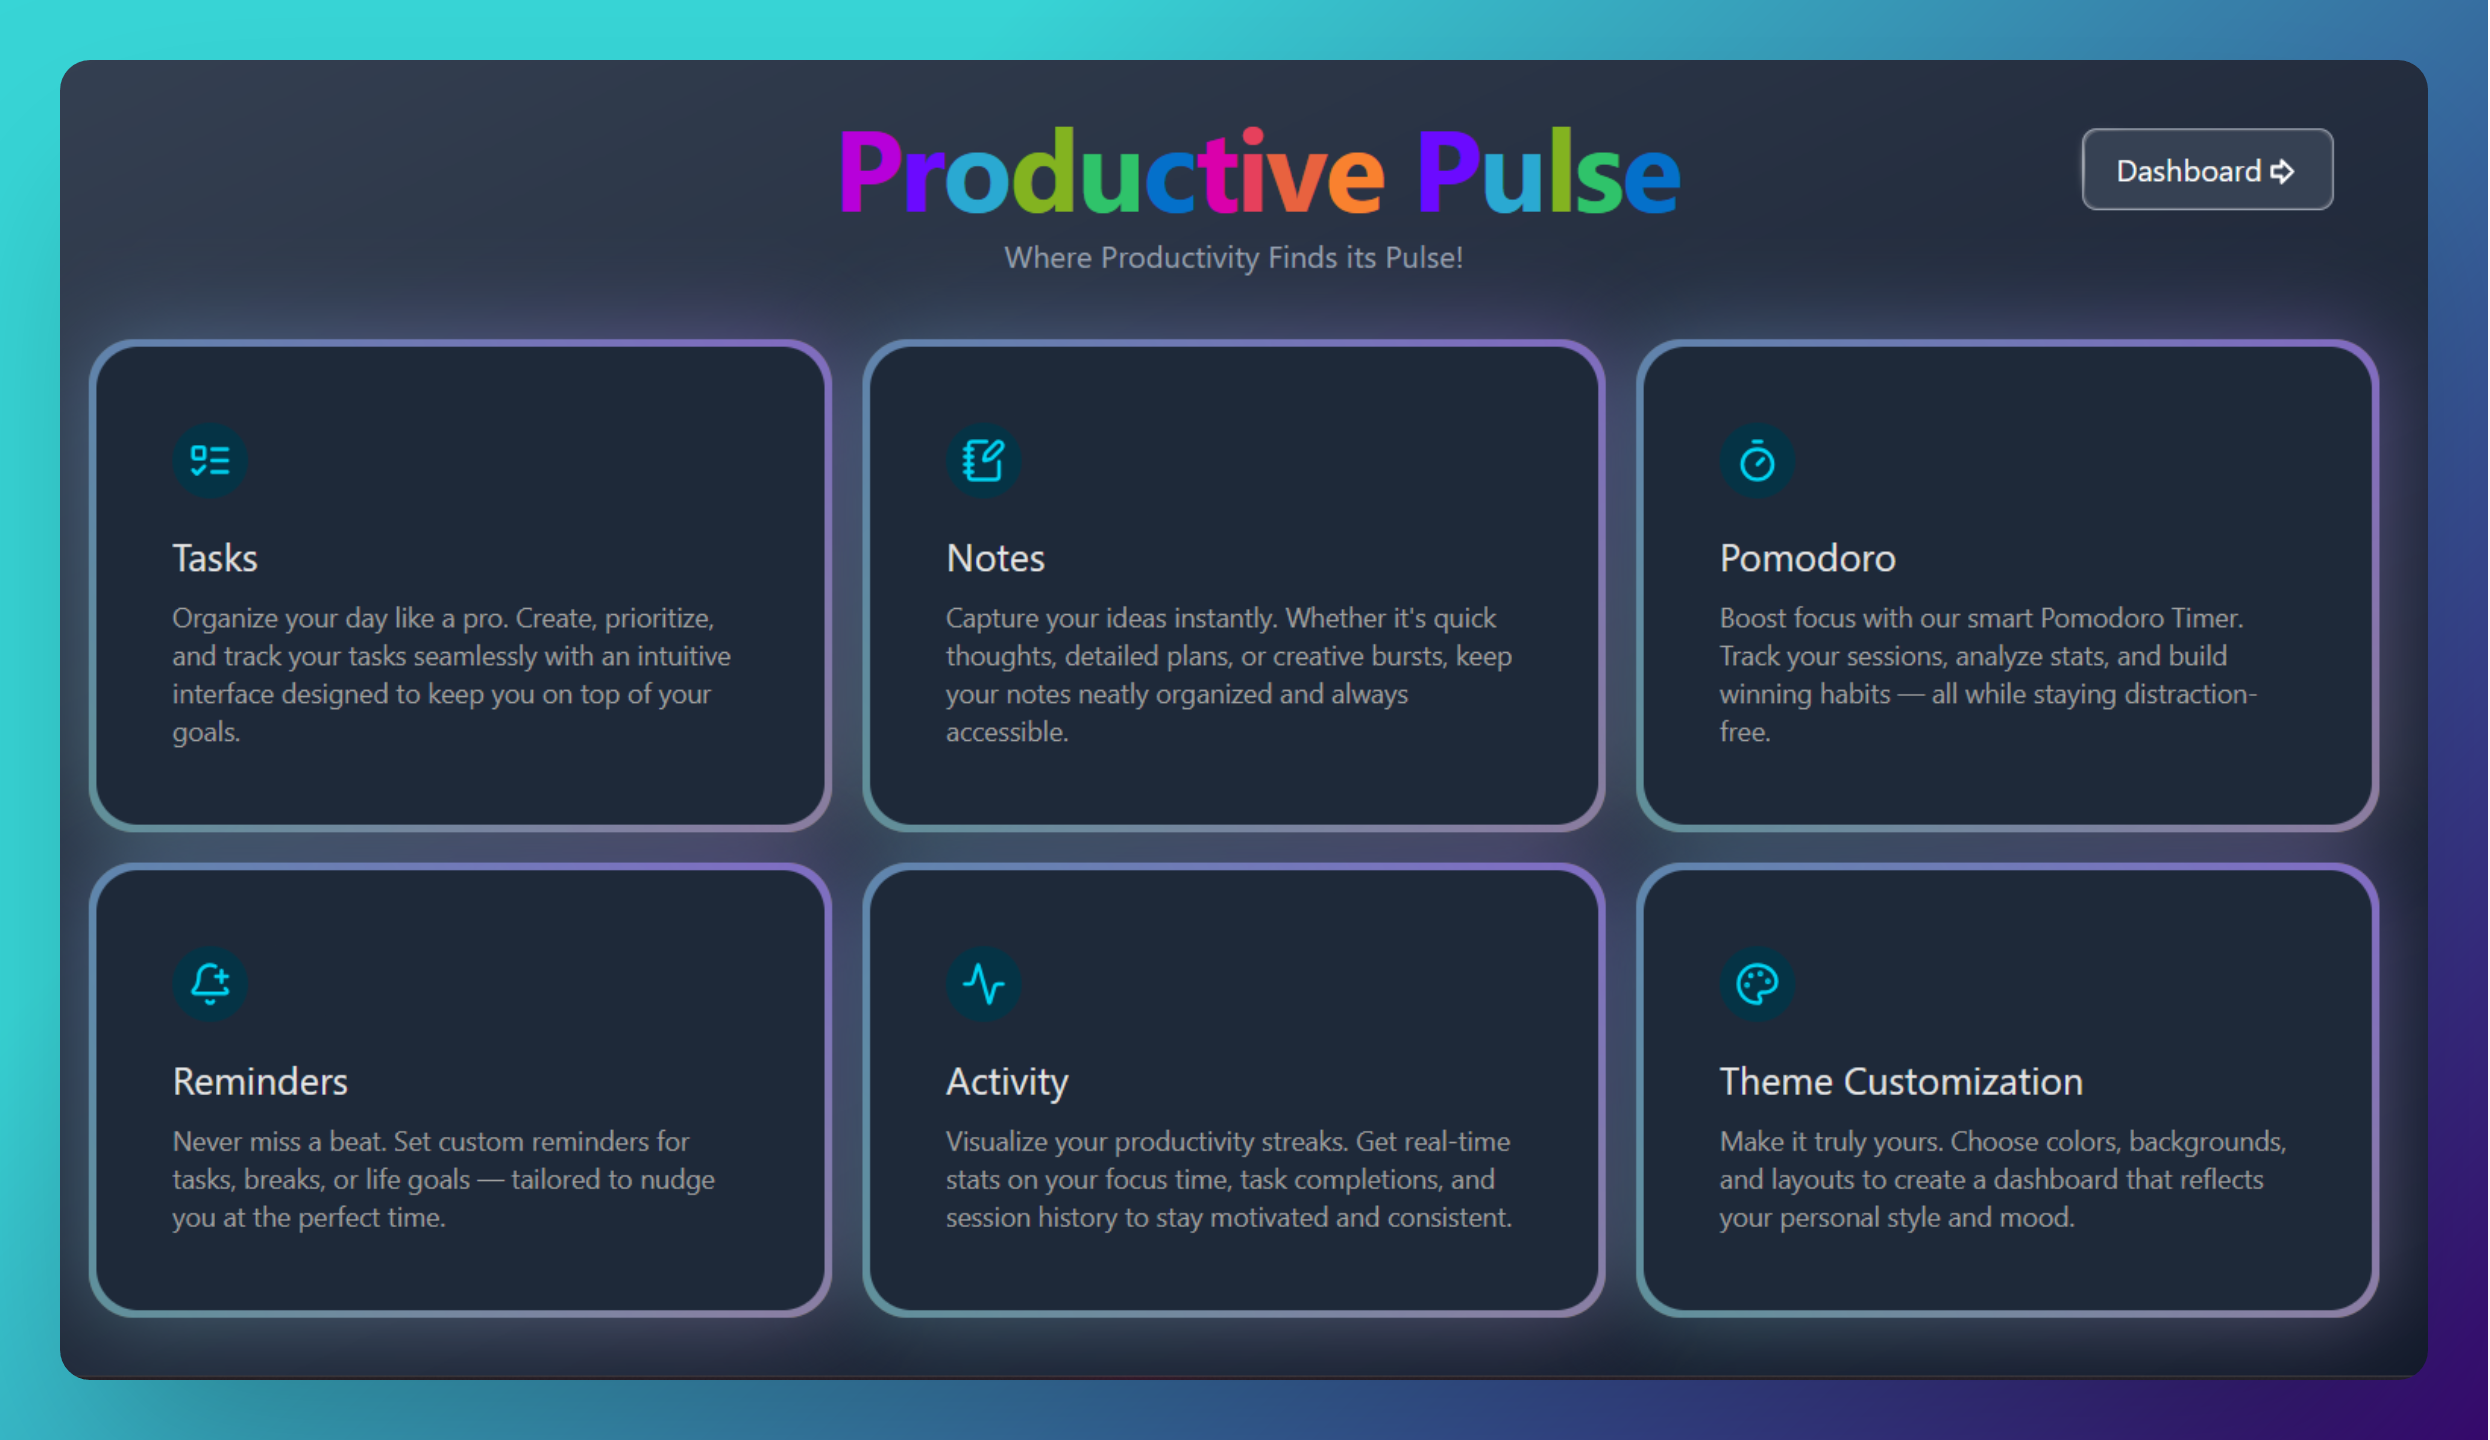 Productive Pulse
Dashboard
Where Productivity Finds its Pulse!
Tasks
Organize your day like a pro. Create, prioritize,
and track your tasks seamlessly with an intuitive
interface designed to keep you on top of your
goals.
Notes
Capture your ideas instantly. Whether it's quick
thoughts, detailed plans, or creative bursts, keep
your notes neatly organized and always
accessible.
Pomodoro
Boost focus with our smart Pomodoro Timer.
Track your sessions, analyze stats, and build
winning habits — all while staying distraction-
free.
Reminders
Never miss a beat. Set custom reminders for
tasks, breaks, or life goals — tailored to nudge
you at the perfect time.
Activity
Visualize your productivity streaks. Get real-time
stats on your focus time, task completions, and
session history to stay motivated and consistent.
Theme Customization
Make it truly yours. Choose colors, backgrounds,
and layouts to create a dashboard that reflects
your personal style and mood.